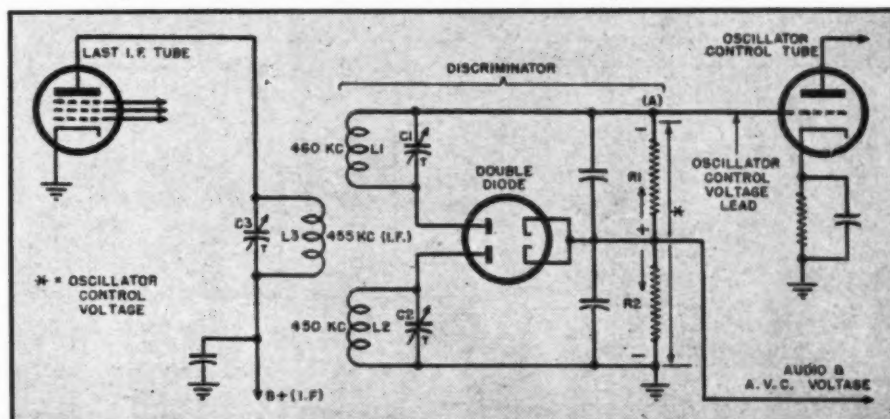 LAST I.F. TUBE
DISCRIMINATOR
OSCILLATOR
CONTROL TUBE
(A)
460 KC
L1
C1
T
DOUBLE
DIODE
R1
OSCILLATOR
CONTROL
VOLTAGE
LEAD
C3
T
L3
455 KC (I.F.)
*
+
* = OSCILLATOR
CONTROL
VOLTAGE
450 KC
L2
C2
T
R2
−
−
B+ (I.F)
AUDIO &
A.V.C. VOLTAGE